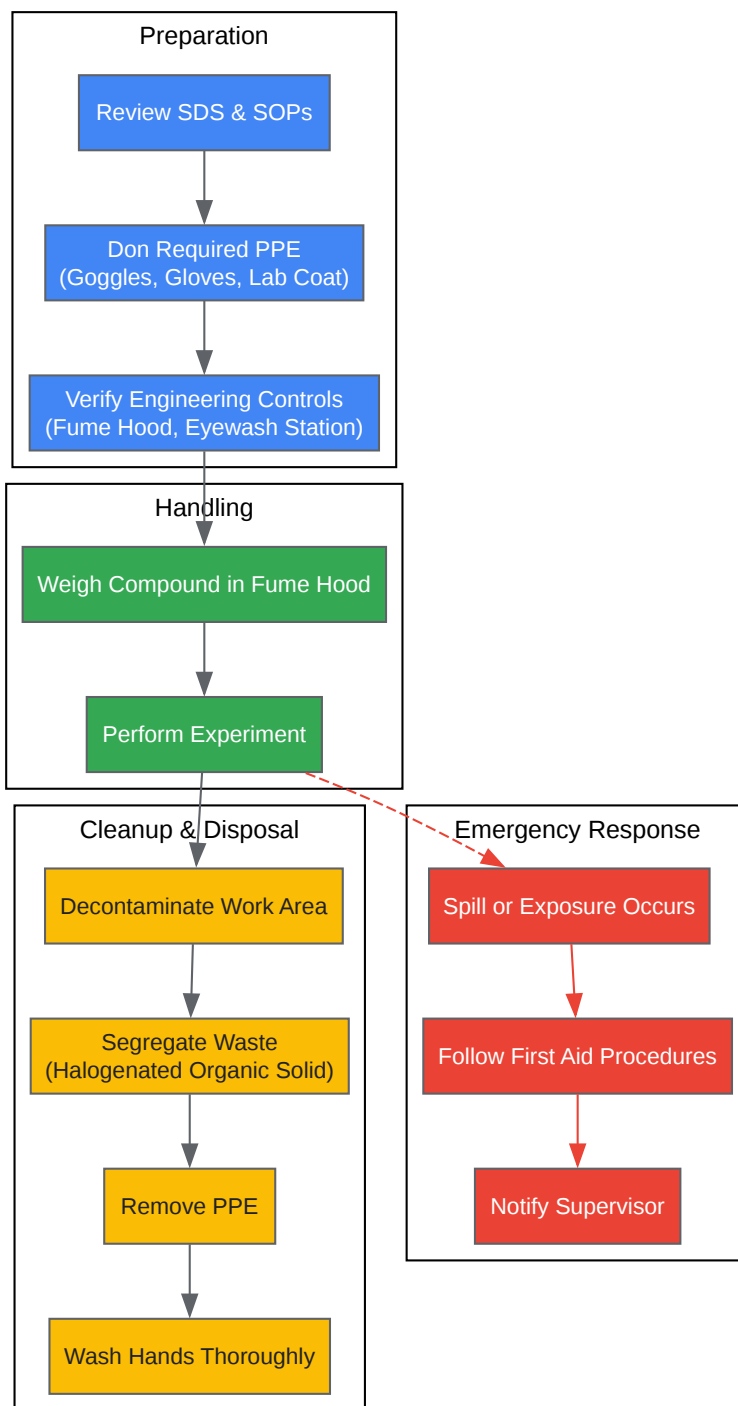 Preparation
Review SDS & SOPs
Don Required PPE
(Goggles, Gloves, Lab Coat)
Verify Engineering Controls
(Fume Hood, Eyewash Station)
Handling
Weigh Compound in Fume Hood
Perform Experiment
Cleanup & Disposal
Decontaminate Work Area
Segregate Waste
(Halogenated Organic Solid)
Remove PPE
Wash Hands Thoroughly
Emergency Response
Spill or Exposure Occurs
Follow First Aid Procedures
Notify Supervisor